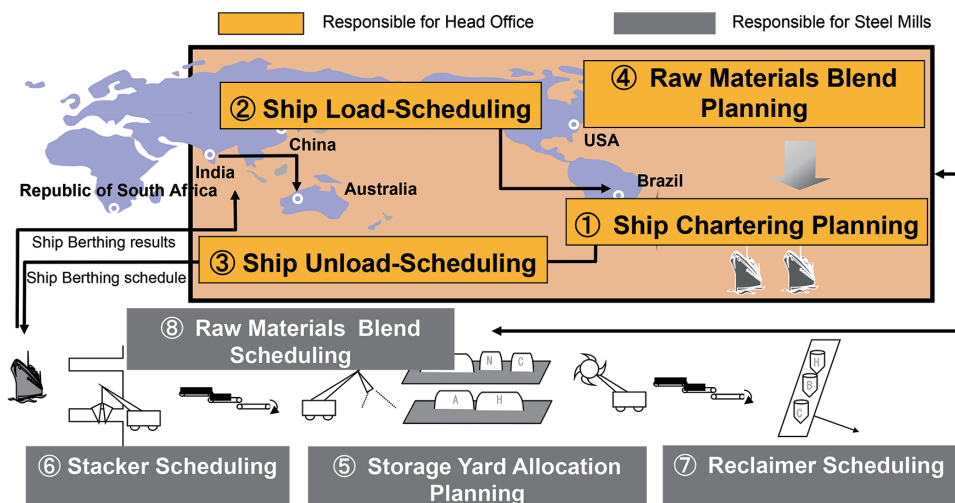 Responsible for Head Office
Responsible for Steel Mills
④ Raw Materials Blend
Planning
② Ship Load-Scheduling
China
USA
India
Republic of South Africa
Australia
Brazil
① Ship Chartering Planning
Ship Berthing results
③ Ship Unload-Scheduling
Ship Berthing schedule
⑧ Raw Materials Blend
Scheduling
N C
A H
H
B
C
⑥ Stacker Scheduling
⑤ Storage Yard Allocation
Planning
⑦ Reclaimer Scheduling